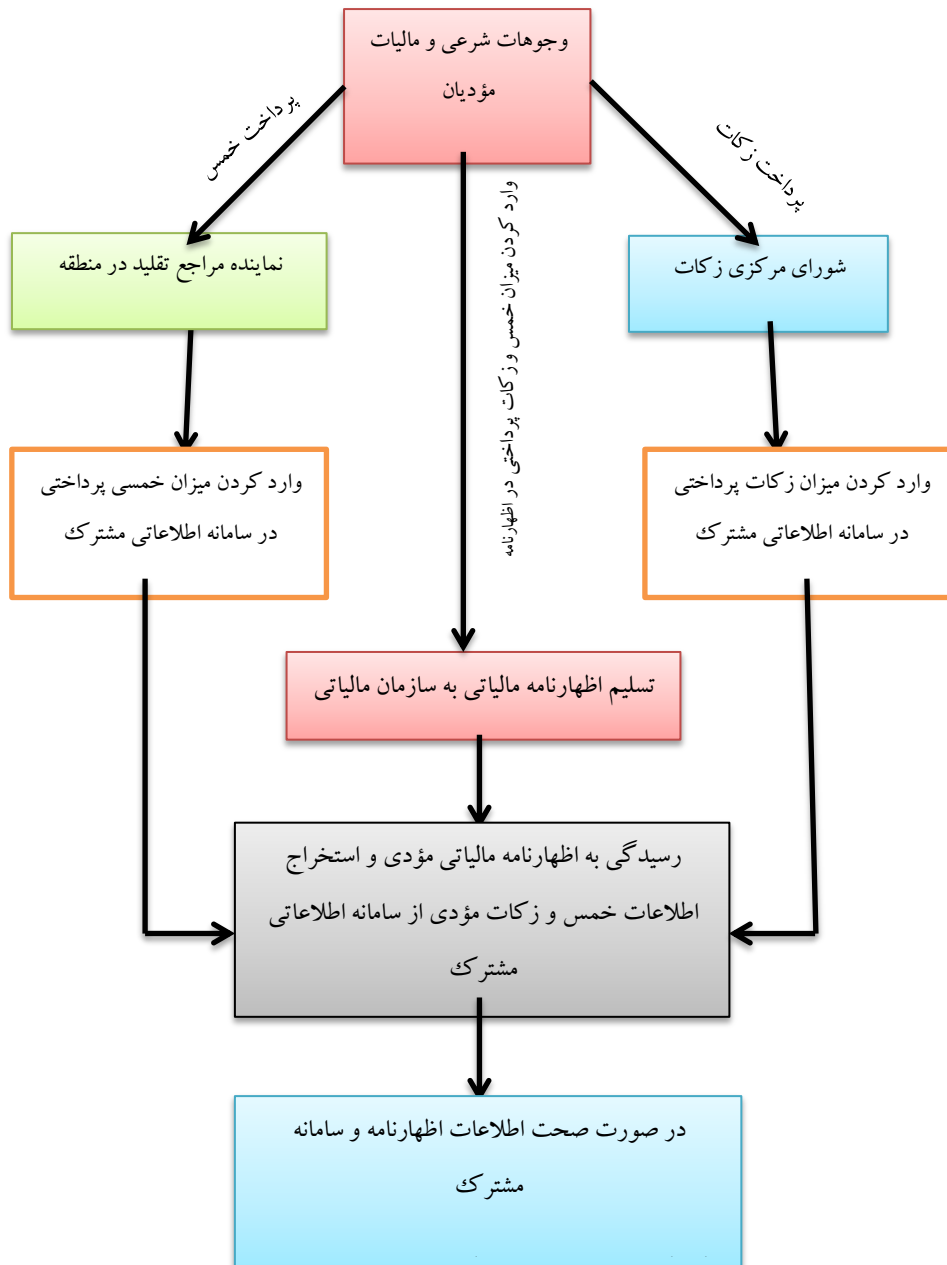 وجوهات شرعی و مالیات
مؤدیان
پرداخت زکات
پرداخت خمس
وارد کردن میزان خمس و زکات پرداختی در اظهارنامه
شورای مرکزی زکات
نماینده مراجع تقلید در منطقه
وارد کردن میزان زکات پرداختی
در سامانه اطلاعاتی مشترک
وارد کردن میزان خمسی پرداختی
در سامانه اطلاعاتی مشترک
تسلیم اظهارنامه مالیاتی به سازمان مالیاتی
رسیدگی به اظهارنامه مالیاتی مؤدی و استخراج
اطلاعات خمس و زکات مؤدی از سامانه اطلاعاتی
مشترک
در صورت صحت اطلاعات اظهارنامه و سامانه
مشترک